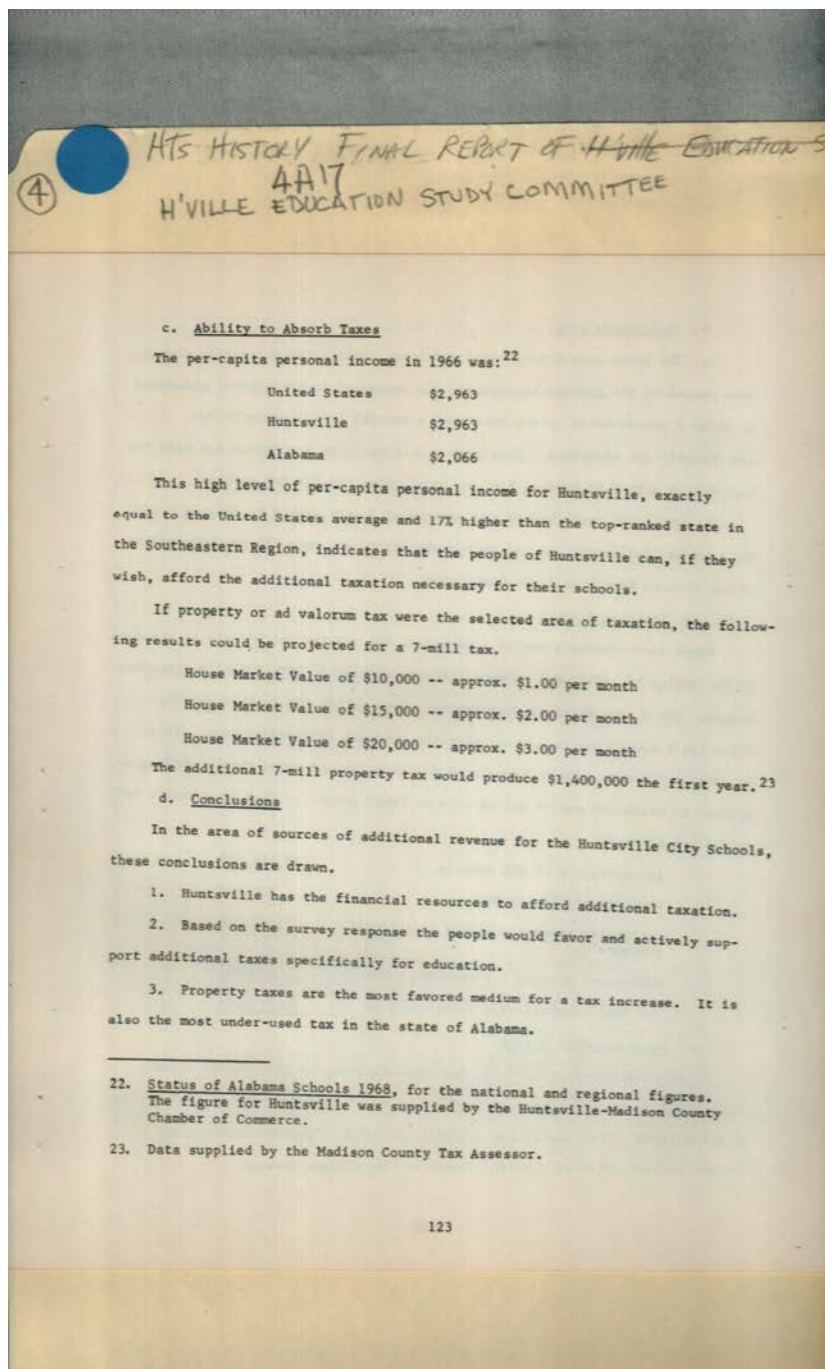 HTS HISTORY FINAL REPORT OF H'VILLE EDUCATION S
4A17
④ H'VILLE EDUCATION STUDY COMMITTEE
c. Ability to Absorb Taxes
The per-capita personal income in 1966 was:22
United States $2,963
Huntsville $2,963
Alabama $2,066
This high level of per-capita personal income for Huntsville, exactly
equal to the United States average and 17% higher than the top-ranked state in
the Southeastern Region, indicates that the people of Huntsville can, if they
wish, afford the additional taxation necessary for their schools.
If property or ad valorum tax were the selected area of taxation, the follow-
ing results could be projected for a 7-mill tax.
House Market Value of $10,000 -- approx. $1.00 per month
House Market Value of $15,000 -- approx. $2.00 per month
House Market Value of $20,000 -- approx. $3.00 per month
The additional 7-mill property tax would produce $1,400,000 the first year.23
d. Conclusions
In the area of sources of additional revenue for the Huntsville City Schools,
these conclusions are drawn.
1. Huntsville has the financial resources to afford additional taxation.
2. Based on the survey response the people would favor and actively sup-
port additional taxes specifically for education.
3. Property taxes are the most favored medium for a tax increase. It is
also the most under-used tax in the state of Alabama.
22. Status of Alabama Schools 1968, for the national and regional figures.
The figure for Huntsville was supplied by the Huntsville-Madison County
Chamber of Commerce.
23. Data supplied by the Madison County Tax Assessor.
123